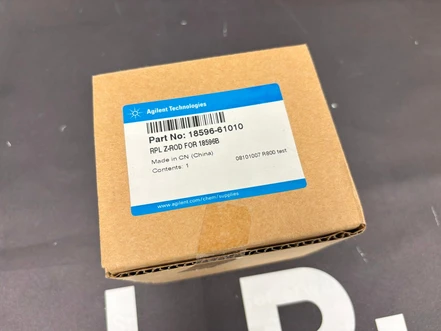 Agilent Technologies
Part No: 18596-61010
RPL Z-ROD FOR 18596B
Made in CN (China)
Contents: 1
08101007 R800 test
www.agilent.com/chem/supplies